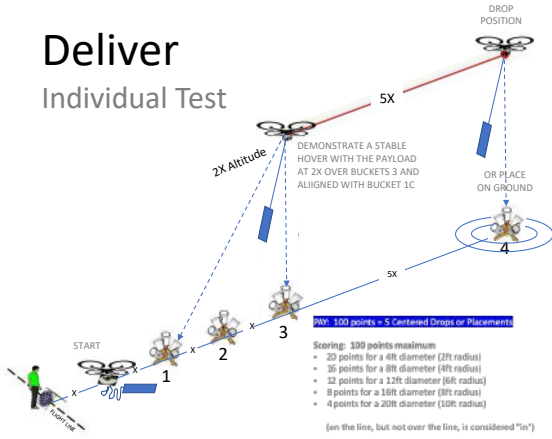 Deliver
Individual Test
DROP
POSITION
5X
2X Altitude
DEMONSTRATE A STABLE
HOVER WITH THE PAYLOAD
AT 2X OVER BUCKETS 3 AND
ALIIGNED WITH BUCKET 1C
OR PLACE
ON GROUND
4
5X
3
x
2
x
1
x
START
x
FLIGHT LINE
PAY: 100 points = 5 Centered Drops or Placements
Scoring: 100 points maximum
• 20 points for a 4ft diameter (2ft radius)
• 16 points for a 8ft diameter (4ft radius)
• 12 points for a 12ft diameter (6ft radius)
• 8 points for a 16ft diameter (8ft radius)
• 4 points for a 20ft diameter (10ft radius)
(on the line, but not over the line, is considered "in")